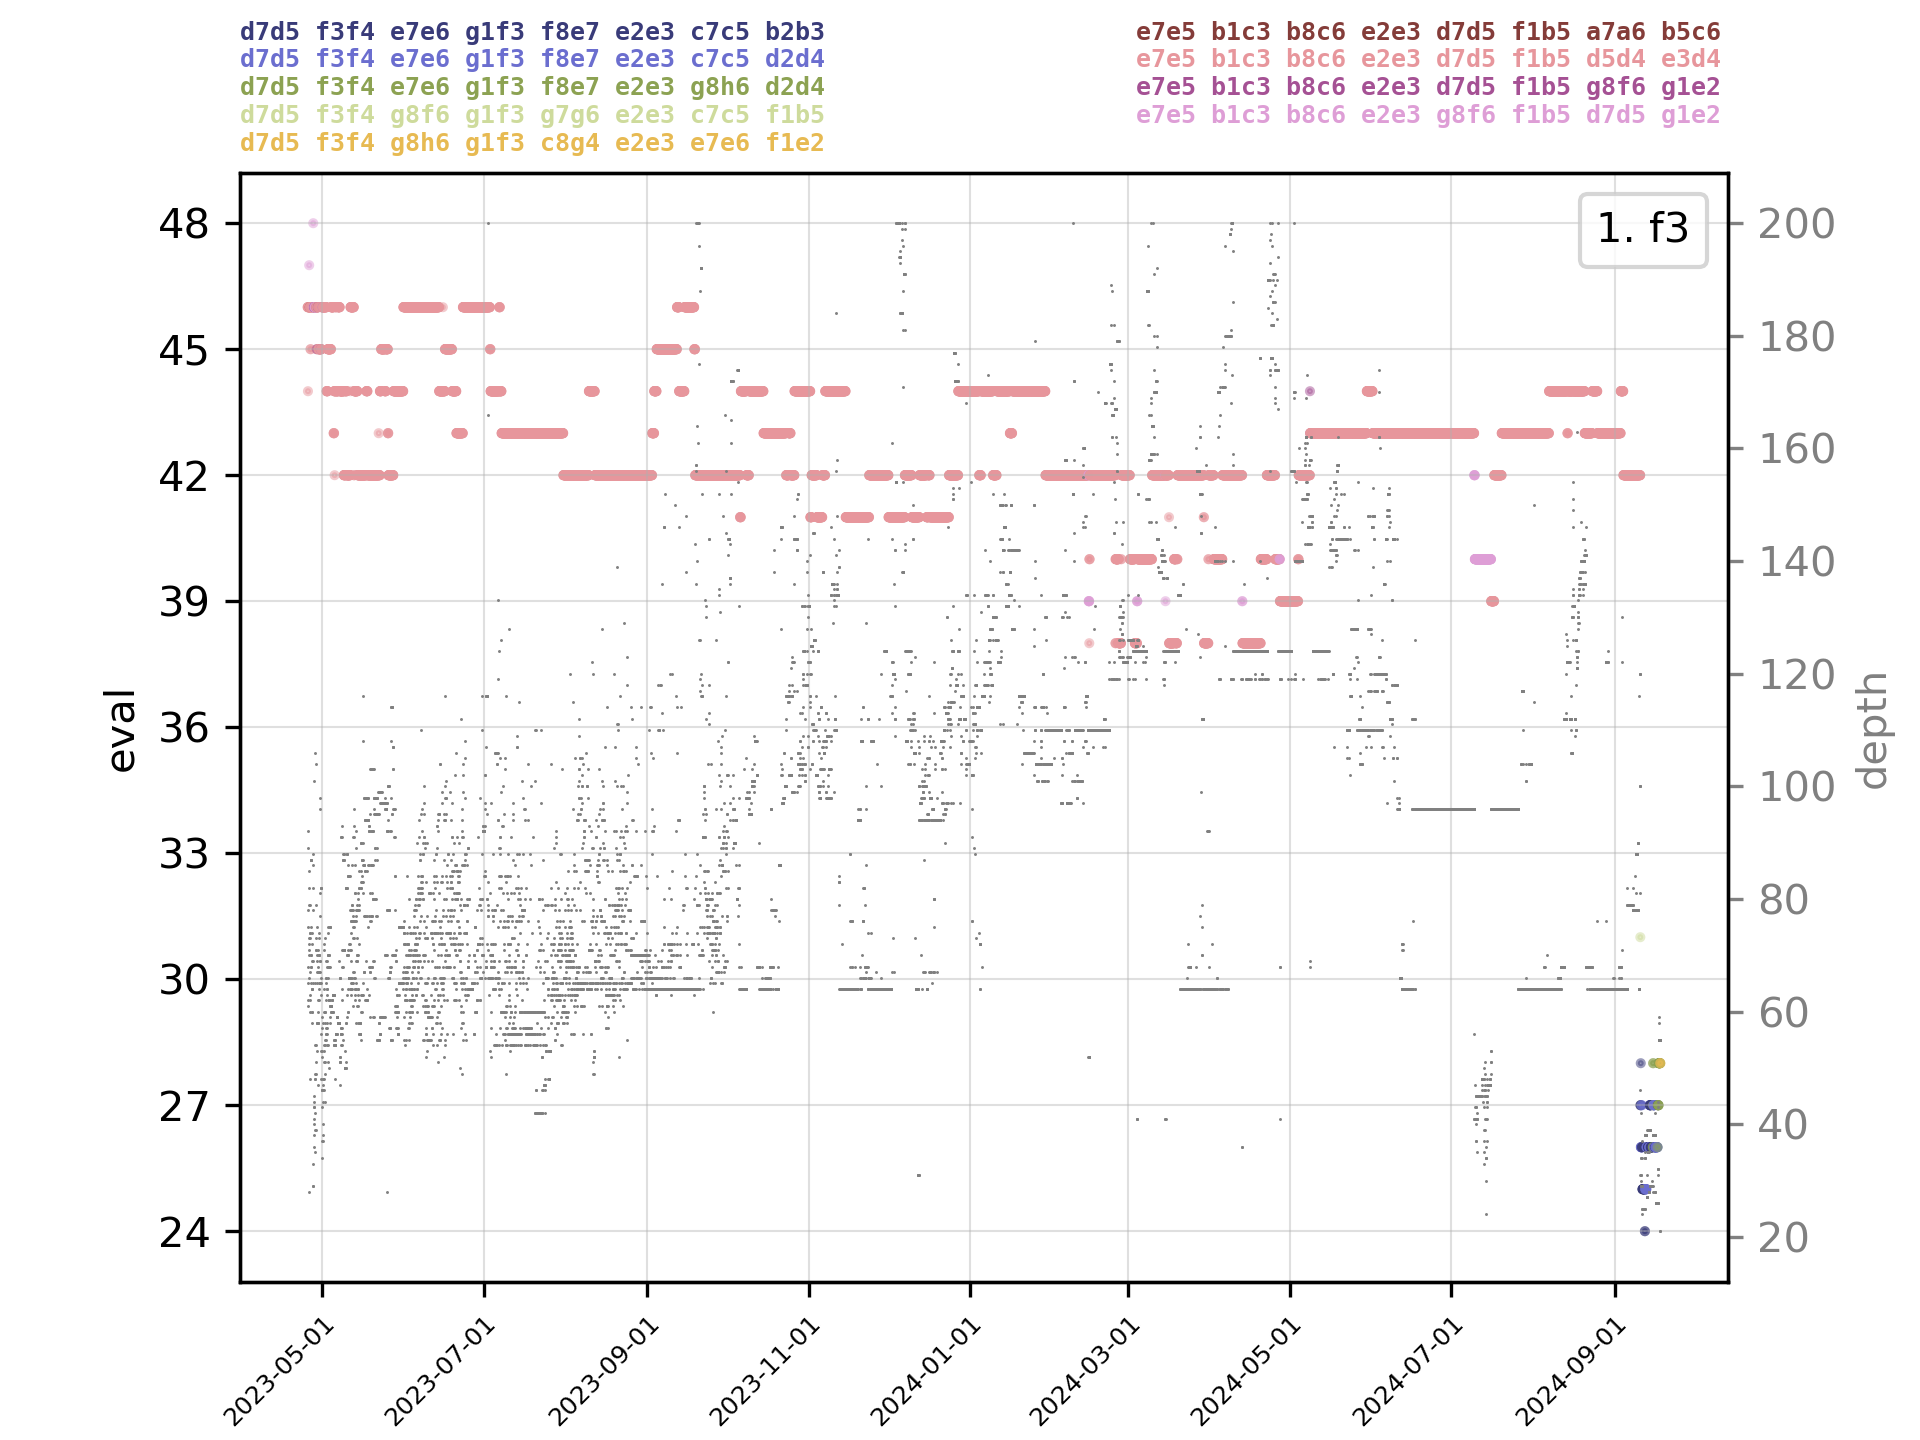 d7d5 f3f4 e7e6 g1f3 f8e7 e2e3 c7c5 b2b3
d7d5 f3f4 e7e6 g1f3 f8e7 e2e3 c7c5 d2d4
d7d5 f3f4 e7e6 g1f3 f8e7 e2e3 g8h6 d2d4
d7d5 f3f4 g8f6 g1f3 g7g6 e2e3 c7c5 f1b5
d7d5 f3f4 g8h6 g1f3 c8g4 e2e3 e7e6 f1e2
e7e5 b1c3 b8c6 e2e3 d7d5 f1b5 a7a6 b5c6
e7e5 b1c3 b8c6 e2e3 d7d5 f1b5 d5d4 e3d4
e7e5 b1c3 b8c6 e2e3 d7d5 f1b5 g8f6 g1e2
e7e5 b1c3 b8c6 e2e3 g8f6 f1b5 d7d5 g1e2
1. f3
eval
48
45
42
39
36
33
30
27
24
depth
200
180
160
140
120
100
80
60
40
20
2023-05-01
2023-07-01
2023-09-01
2023-11-01
2024-01-01
2024-03-01
2024-05-01
2024-07-01
2024-09-01